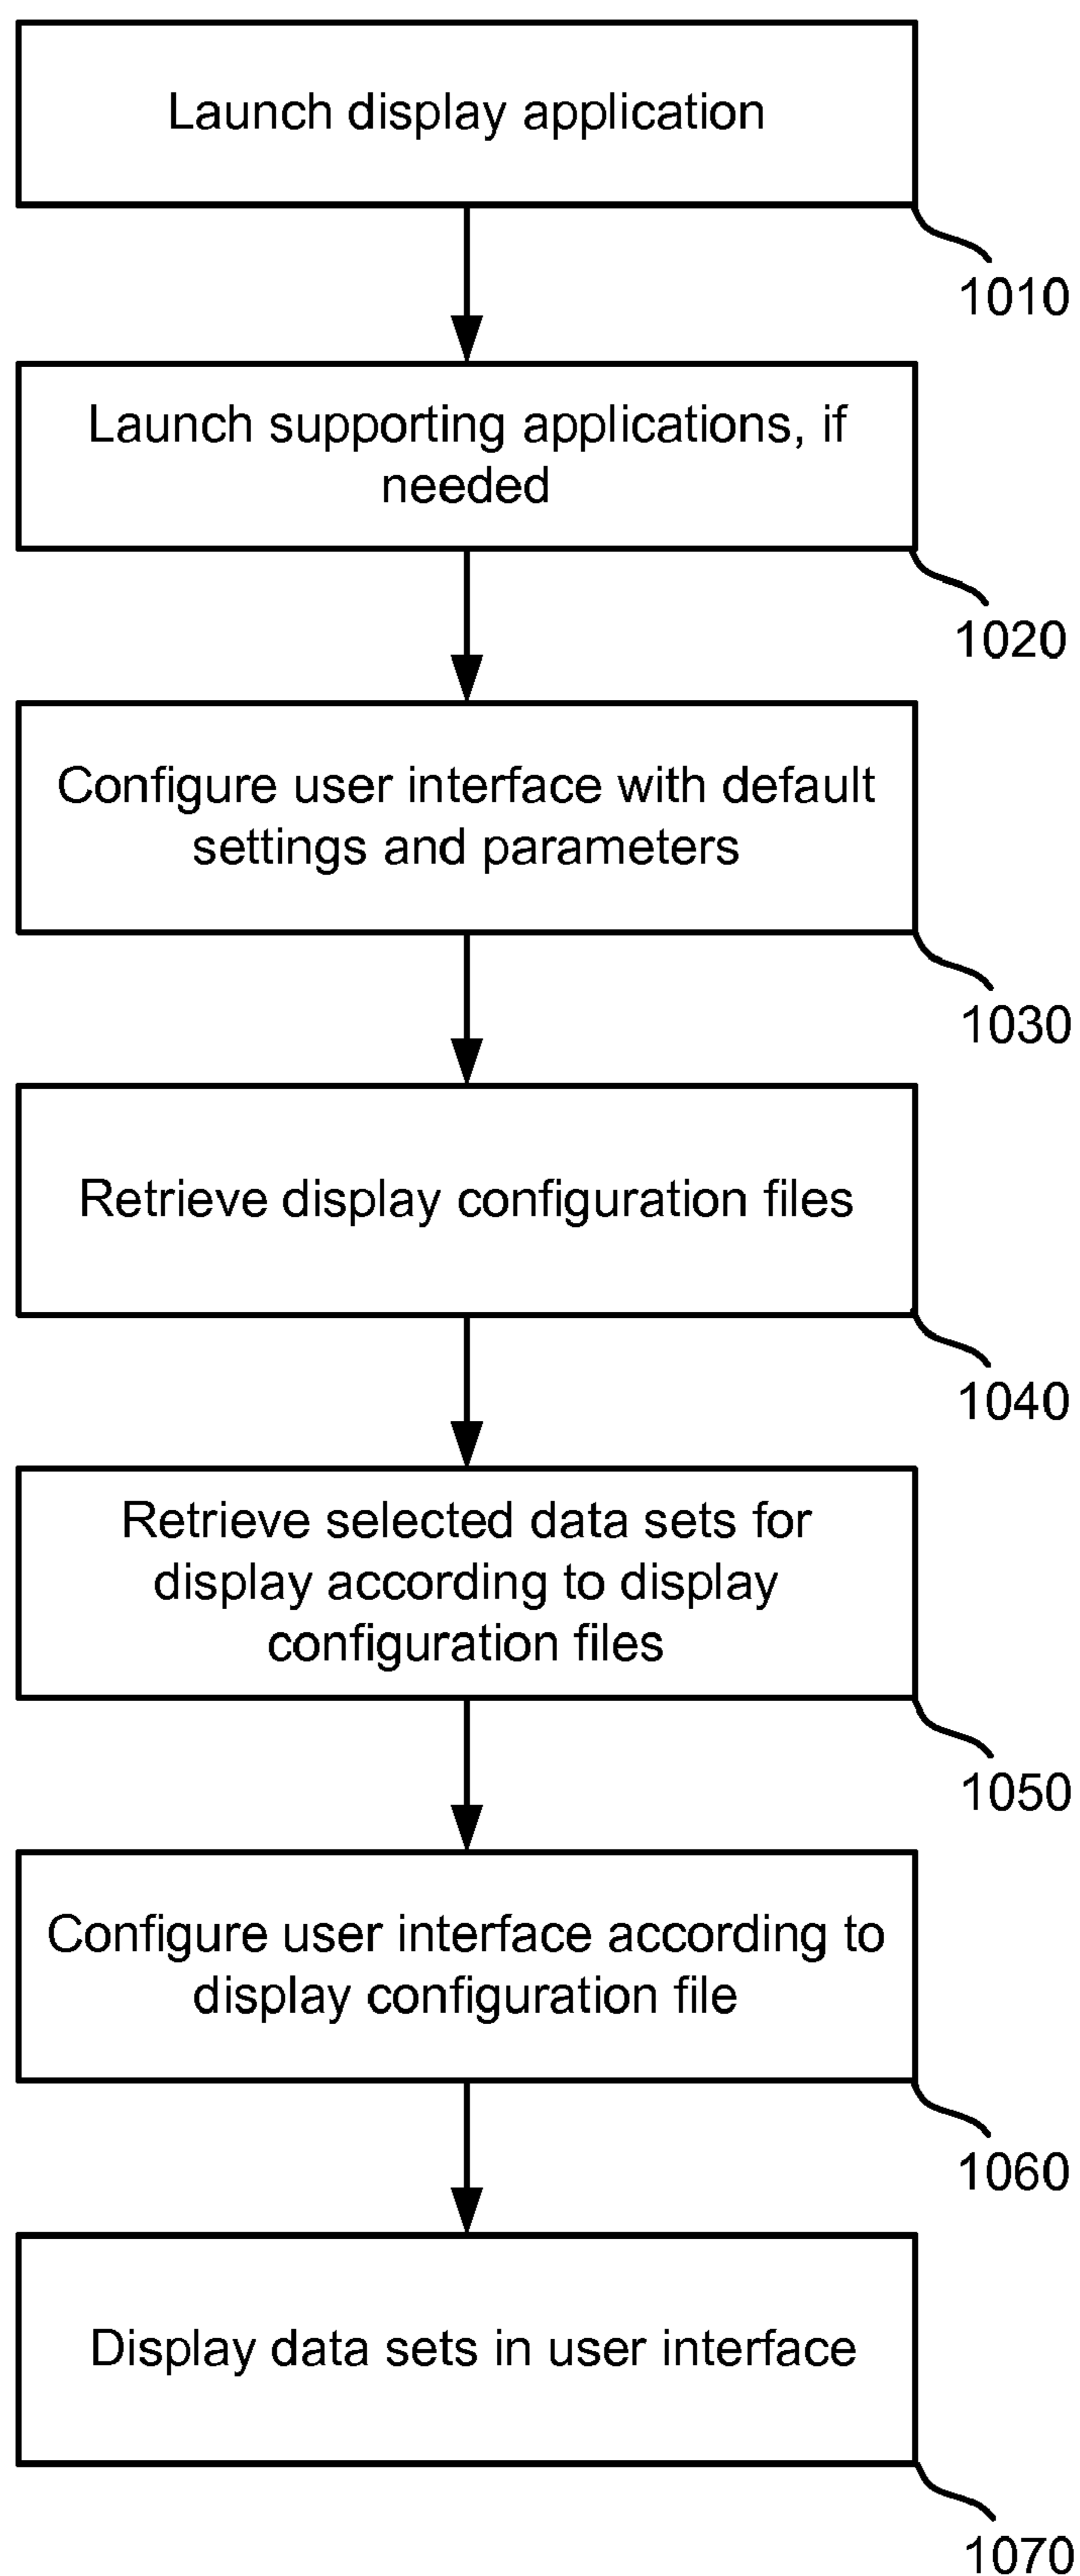 Launch display application
1010
Launch supporting applications, if
needed
1020
Configure user interface with default
settings and parameters
1030
Retrieve display configuration files
1040
Retrieve selected data sets for
display according to display
configuration files
1050
Configure user interface according to
display configuration file
1060
Display data sets in user interface
1070